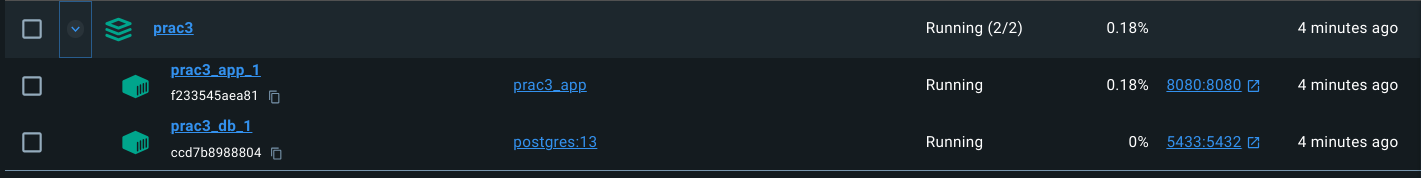 prac3 Running (2/2) 0.18% 4 minutes ago
prac3_app_1
f233545aea81 prac3_app Running 0.18% 8080:8080 4 minutes ago
prac3_db_1
ccd7b8988804 postgres:13 Running 0% 5433:5432 4 minutes ago